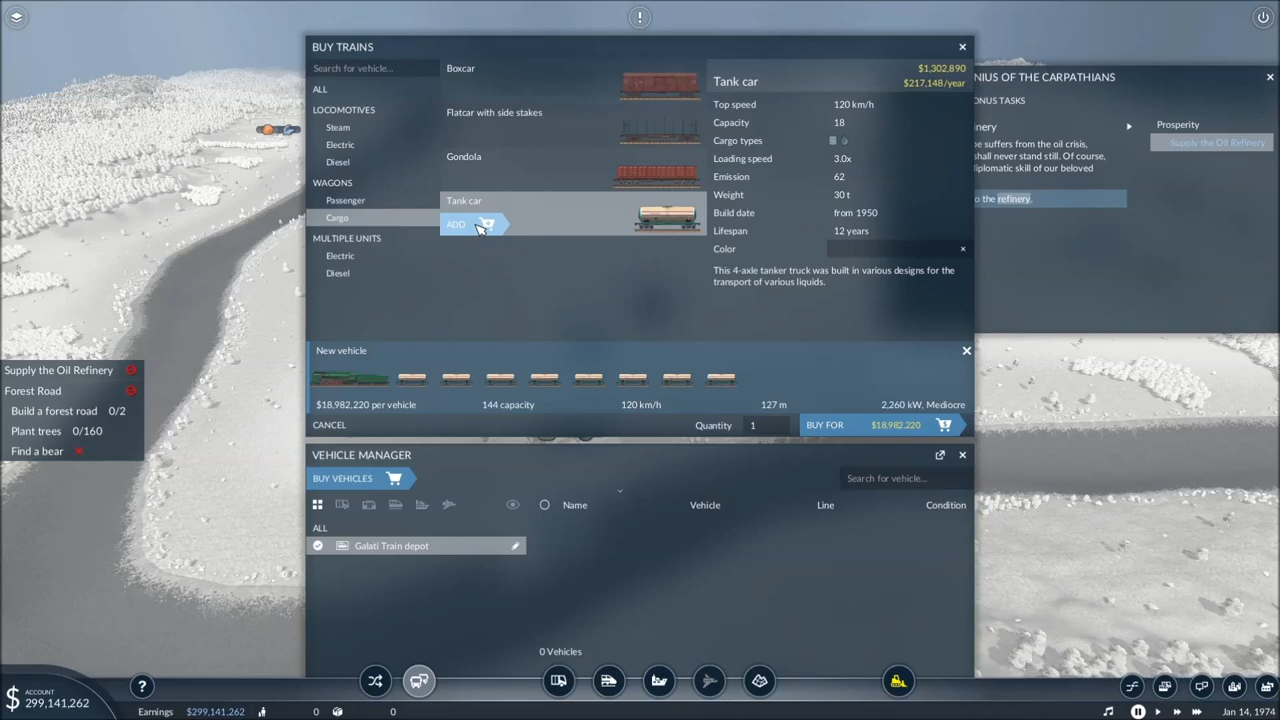 BUY TRAINS
Search for vehicle...
ALL
LOCOMOTIVES
Steam
Electric
Diesel
WAGONS
Passenger
Cargo
MULTIPLE UNITS
Electric
Diesel
Boxcar
Flatcar with side stakes
Gondola
Tank car
ADD
Tank car
$1,302,890
$217,148/year
Top speed 120 km/h
Capacity 18
Cargo types
Loading speed 3.0x
Emission 62
Weight 30 t
Build date from 1950
Lifespan 12 years
Color
This 4-axle tanker truck was built in various designs for the
transport of various liquids.
New vehicle
$18,982,220 per vehicle 144 capacity 120 km/h 127 m 2,260 kW, Mediocre
CANCEL Quantity 1 BUY FOR $18,982,220
VEHICLE MANAGER
BUY VEHICLES
Search for vehicle...
Name Vehicle Line Condition
ALL
Galati Train depot
0 Vehicles
NIUS OF THE CARPATHIANS
ONUS TASKS
finery
e suffers from the oil crisis,
shall never stand still. Of course,
iplomatic skill of our beloved
o the refinery.
Prosperity
Supply the Oil Refinery
Supply the Oil Refinery
Forest Road
Build a forest road 0/2
Plant trees 0/160
Find a bear
$ ACCOUNT
299,141,262
?
Earnings $299,141,262 0 0
Jan 14, 1974